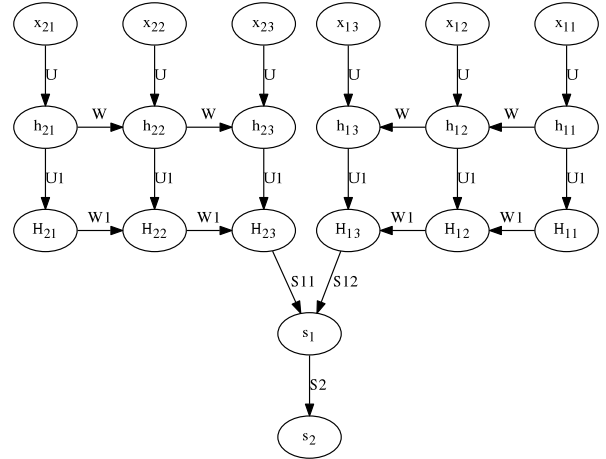 x21 x22 x23 x13 x12 x11
U U U U U U
W W W W
h21 h22 h23 h13 h12 h11
U1 U1 U1 U1 U1 U1
W1 W1 W1 W1
H21 H22 H23 H13 H12 H11
S11 S12
s1
S2
s2